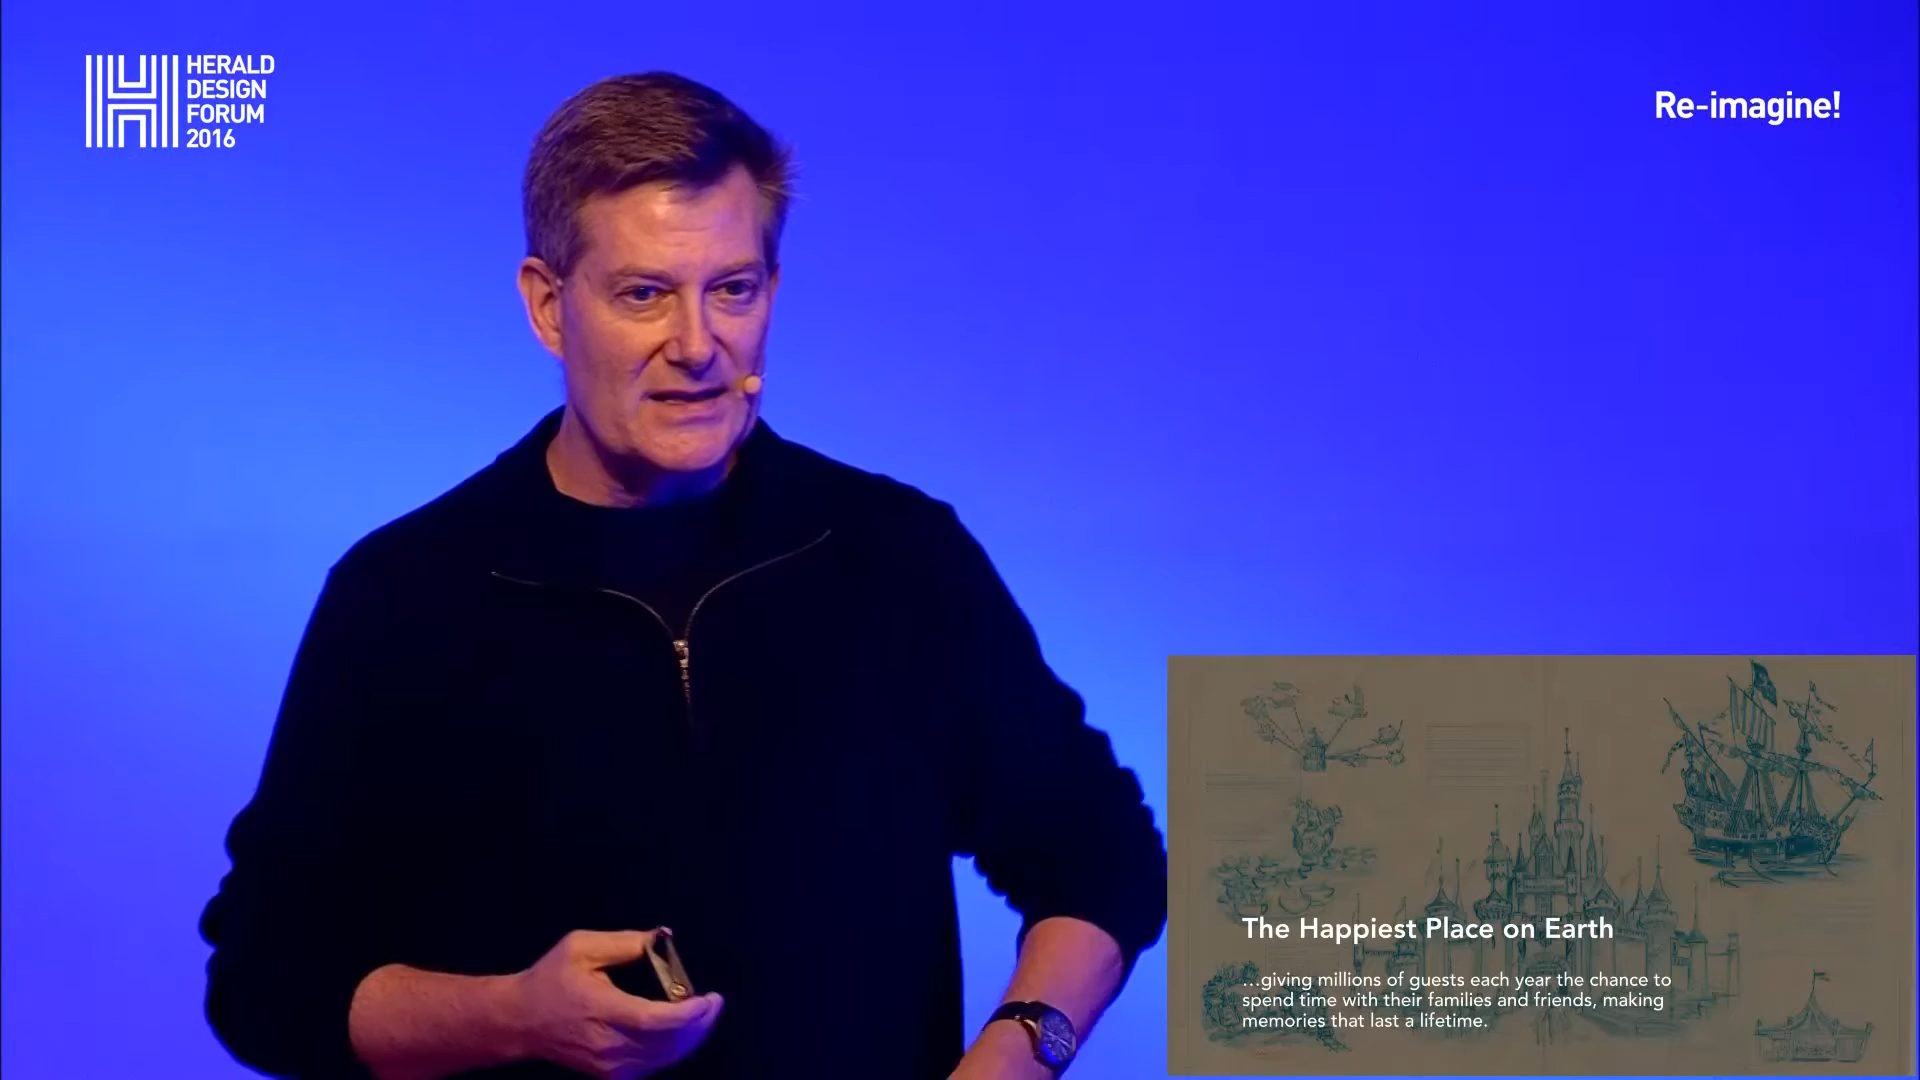 HERALD
DESIGN
FORUM
2016
Re-imagine!
The Happiest Place on Earth
...giving millions of guests each year the chance to
spend time with their families and friends, making
memories that last a lifetime.